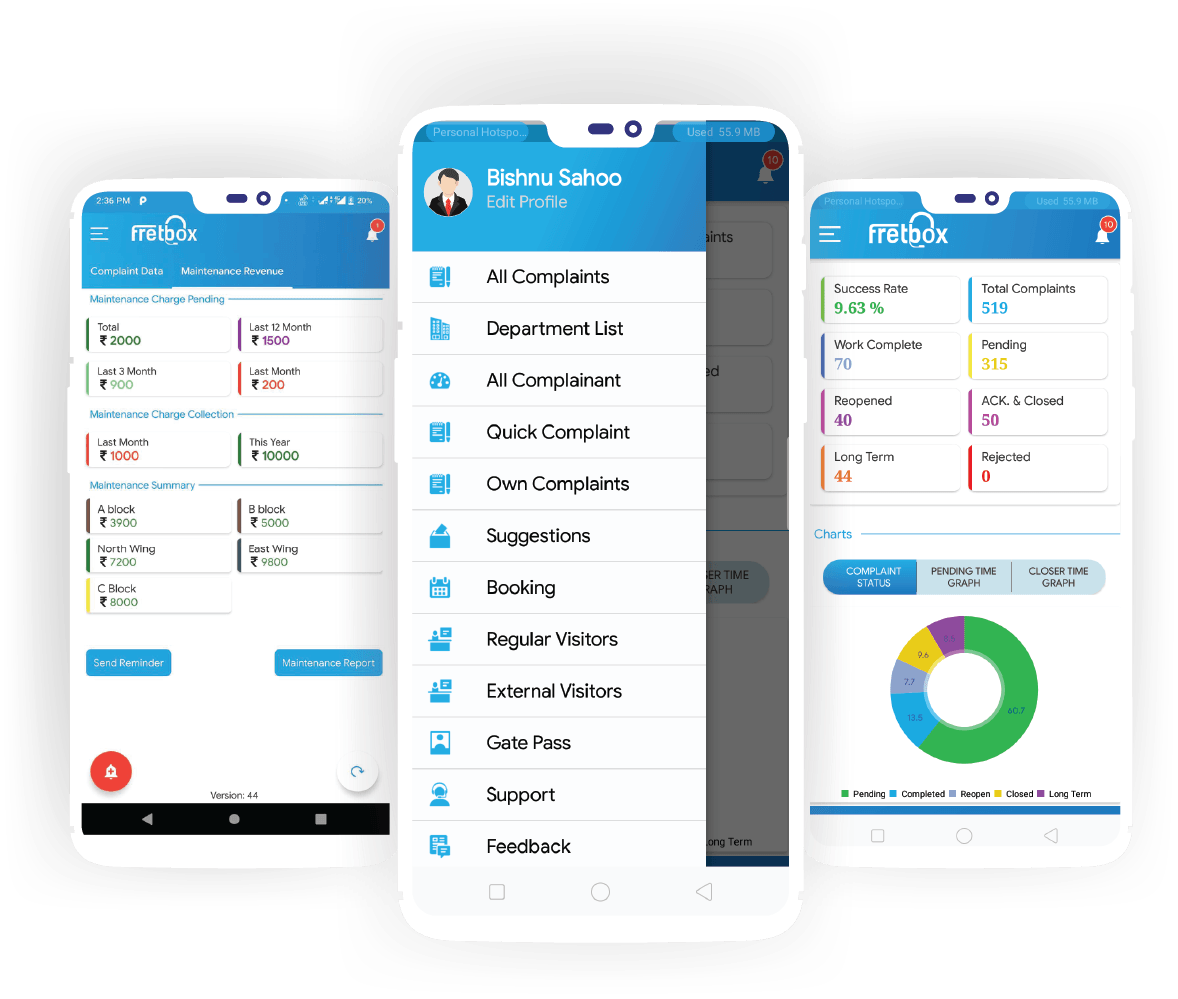 2:36 PM
20%
fretbox
1
Complaint Data
Maintenance Revenue
Maintenance Charge Pending
Total
₹ 2000
Last 12 Month
₹ 1500
Last 3 Month
₹ 900
Last Month
₹ 200
Maintenance Charge Collection
Last Month
₹ 1000
This Year
₹ 10000
Maintenance Summary
A block
₹ 3900
B block
₹ 5000
North Wing
₹ 7200
East Wing
₹ 9800
C Block
₹ 8000
Send Reminder
Maintenance Report
Version: 44
Personal Hotspo...
Used 55.9 MB
10
Bishnu Sahoo
Edit Profile
All Complaints
Department List
All Complainant
Quick Complaint
Own Complaints
Suggestions
Booking
Regular Visitors
External Visitors
Gate Pass
Support
Feedback
aints
ed
SER TIME
RAPH
ong Term
Personal Hotspo...
Used 55.9 MB
fretbox
10
Success Rate
9.63 %
Total Complaints
519
Work Complete
70
Pending
315
Reopened
40
ACK. & Closed
50
Long Term
44
Rejected
0
Charts
COMPLAINT
STATUS
PENDING TIME
GRAPH
CLOSER TIME
GRAPH
9.6
7.7
13.5
60.7
Pending
Completed
Reopen
Closed
Long Term